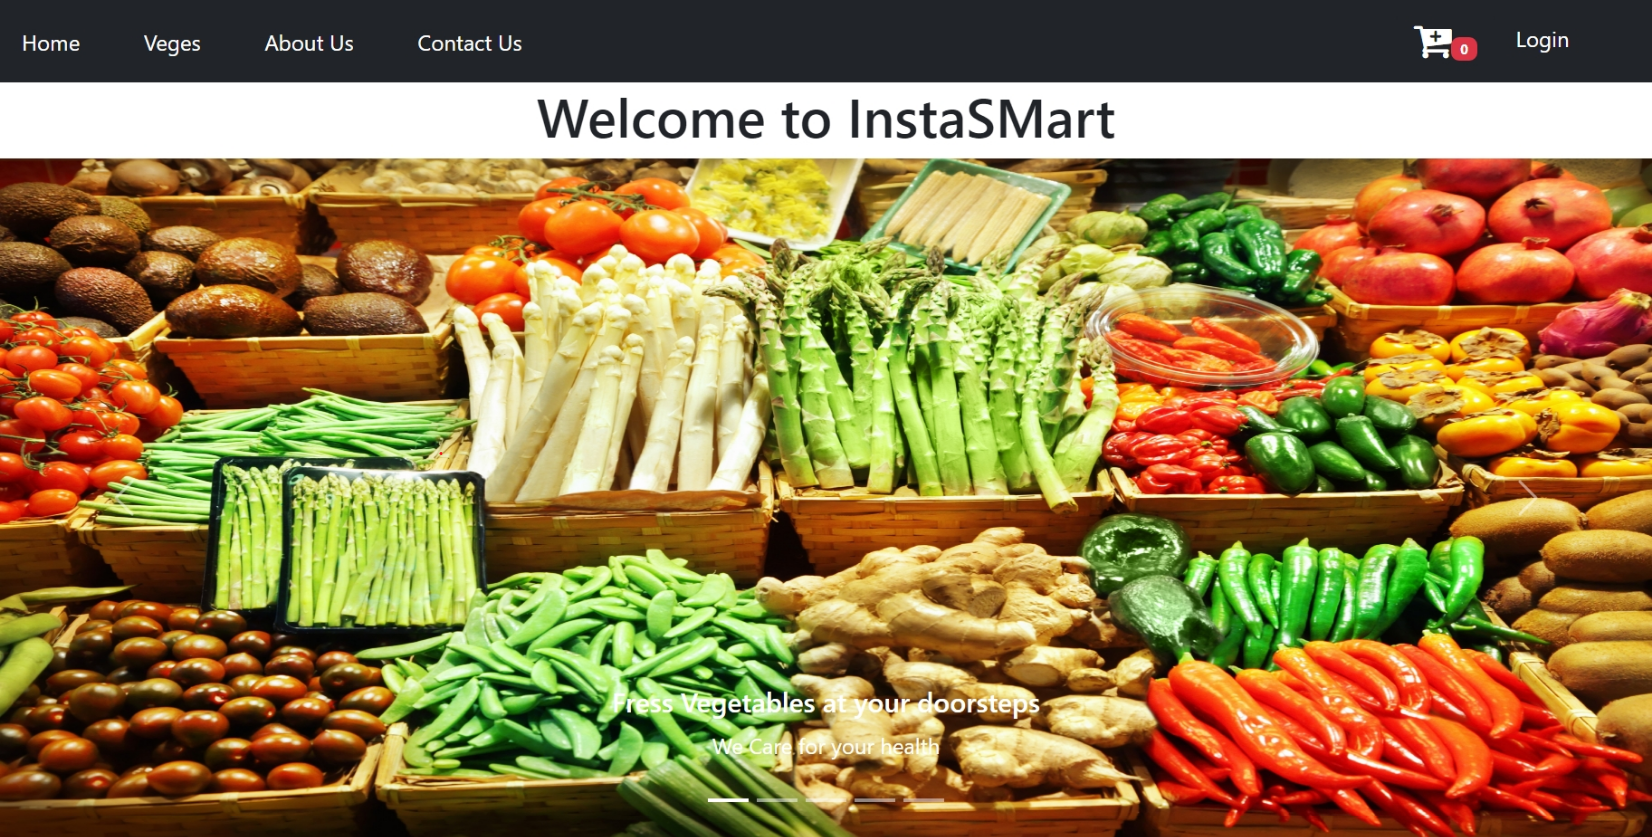 Home Veges About Us Contact Us 0 Login
Welcome to InstaSMart
Fress Vegetables at your doorsteps
We Care for your health